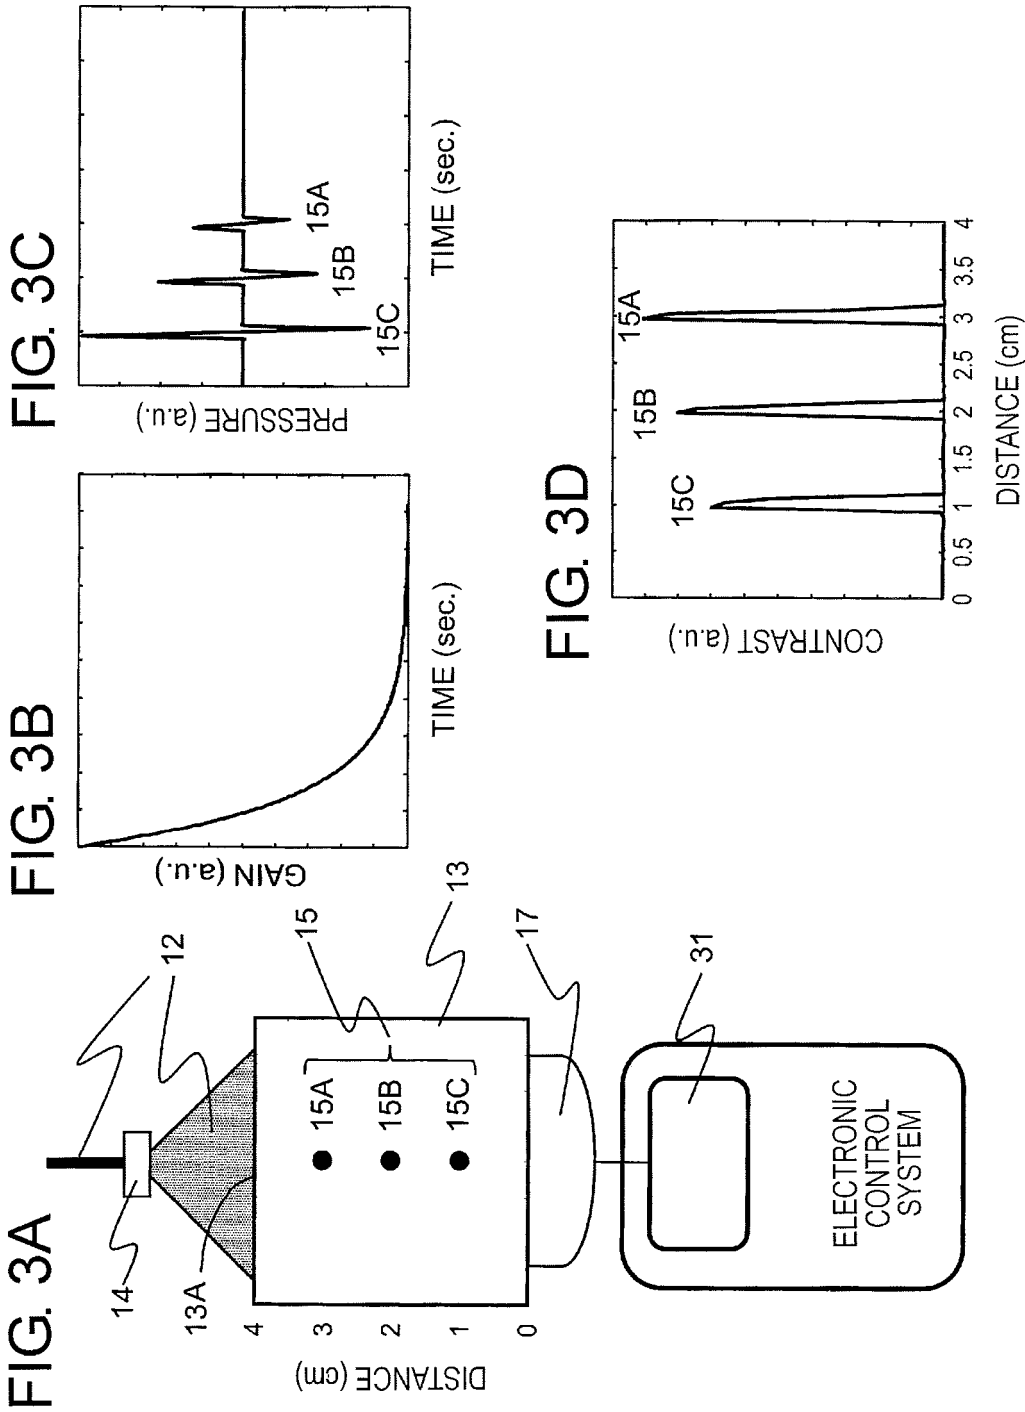 FIG. 3A
12
14
13A
15
13
15A
15B
15C
17
31
4
3
2
1
0
DISTANCE (cm)
ELECTRONIC
CONTROL
SYSTEM
FIG. 3B
GAIN (a.u.)
TIME (sec.)
FIG. 3C
PRESSURE (a.u.)
15C
15B
15A
TIME (sec.)
FIG. 3D
CONTRAST (a.u.)
15C
15B
15A
0 0.5 1 1.5 2 2.5 3 3.5 4
DISTANCE (cm)